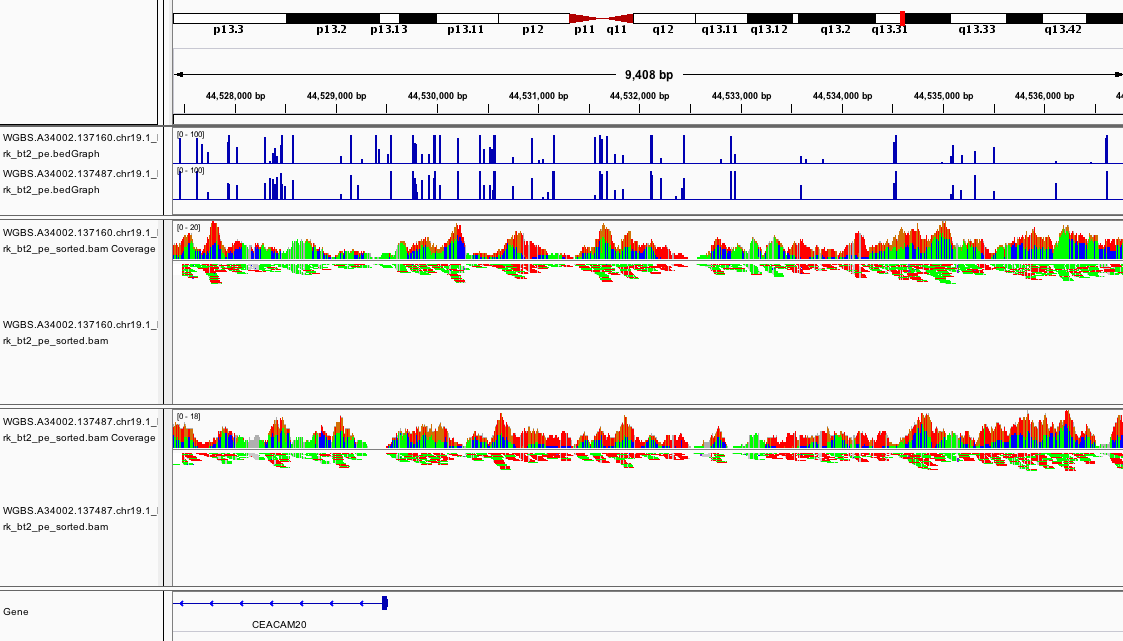 p13.3 p13.2 p13.13 p13.11 p12 p11 q11 q12 q13.11 q13.12 q13.2 q13.31 q13.33 q13.42
9,408 bp
44,528,000 bp 44,529,000 bp 44,530,000 bp 44,531,000 bp 44,532,000 bp 44,533,000 bp 44,534,000 bp 44,535,000 bp 44,536,000 bp 44
WGBS.A34002.137160.chr19.1_
rk_bt2_pe.bedGraph
[0 - 100]
WGBS.A34002.137487.chr19.1_
rk_bt2_pe.bedGraph
[0 - 100]
WGBS.A34002.137160.chr19.1_
rk_bt2_pe_sorted.bam Coverage
[0 - 20]
WGBS.A34002.137160.chr19.1_
rk_bt2_pe_sorted.bam
WGBS.A34002.137487.chr19.1_
rk_bt2_pe_sorted.bam Coverage
[0 - 18]
WGBS.A34002.137487.chr19.1_
rk_bt2_pe_sorted.bam
Gene
CEACAM20